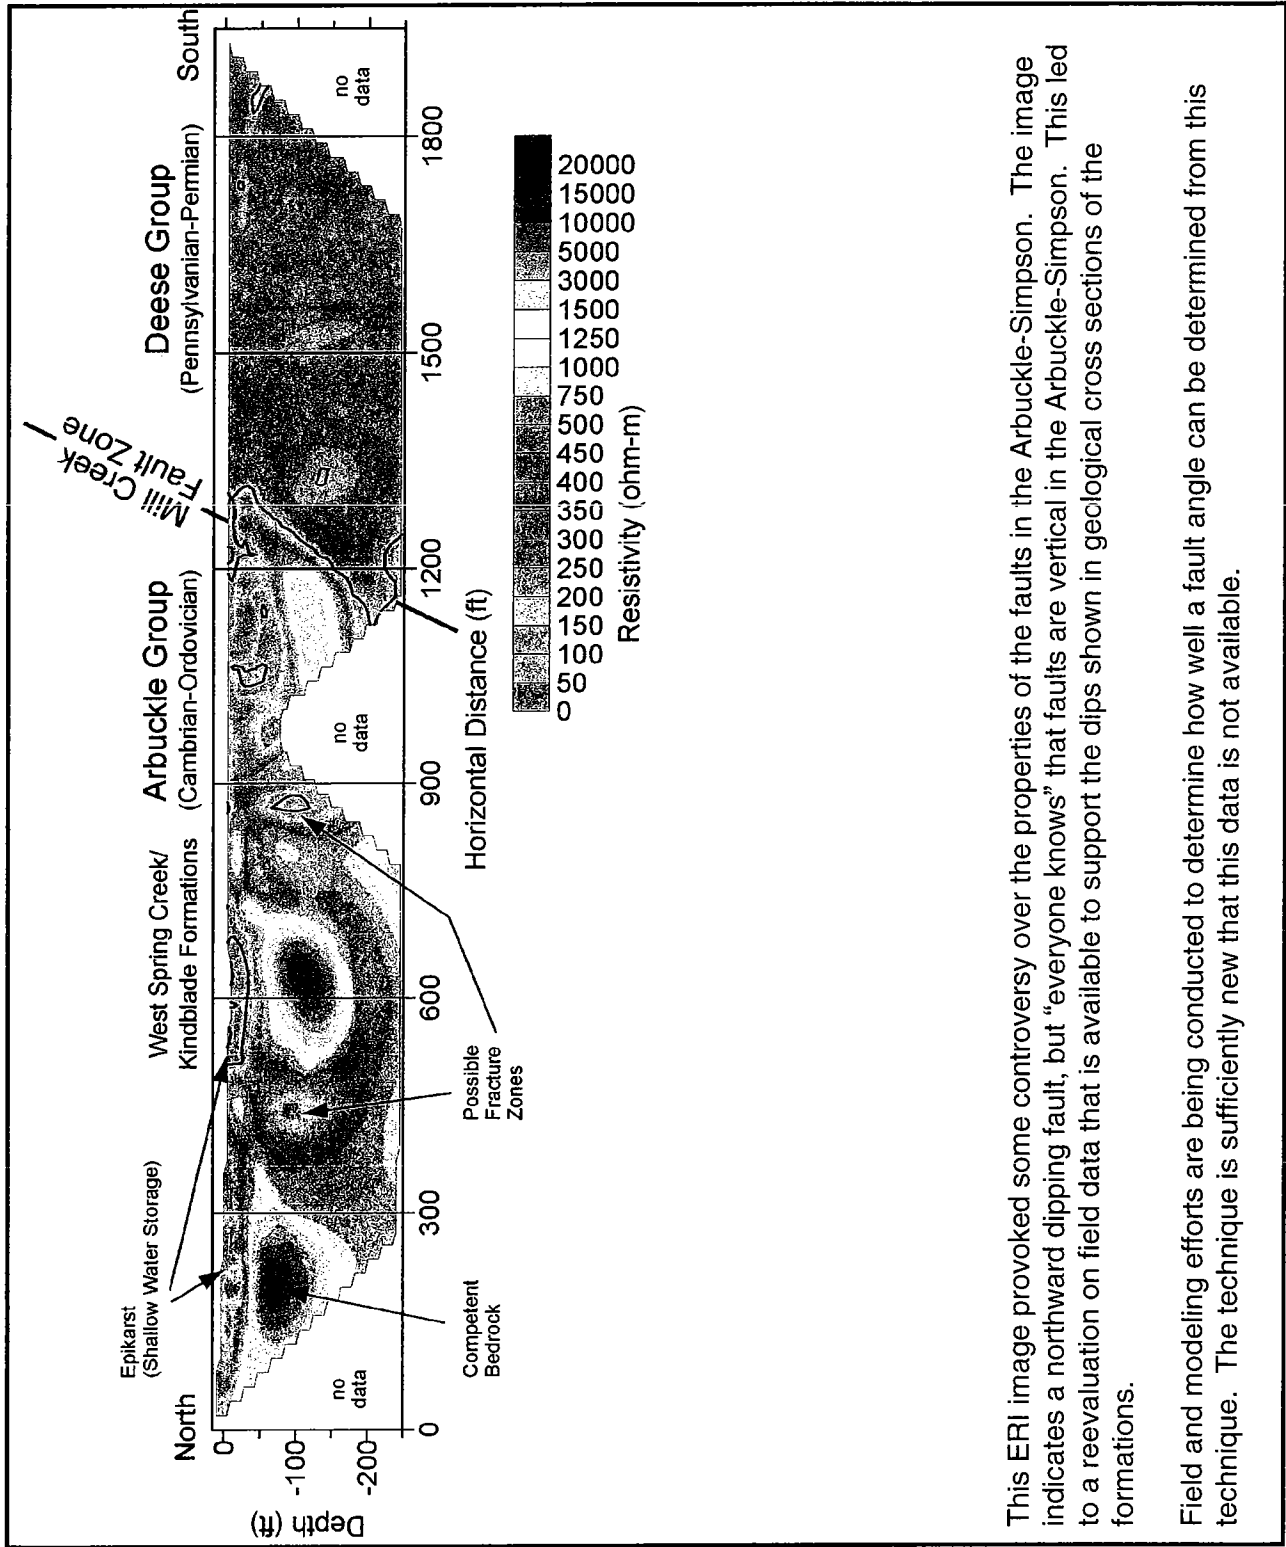 North
South
West Spring Creek/
Kindblade Formations
Arbuckle Group
(Cambrian-Ordovician)
Mill Creek
Fault Zone
Deese Group
(Pennsylvanian-Permian)
Epikarst
(Shallow Water Storage)
Depth (ft)
0
-100
-200
no
data
no
data
no
data
0
300
600
900
1200
1500
1800
Horizontal Distance (ft)
Competent
Bedrock
Possible
Fracture
Zones
0
50
100
150
200
250
300
350
400
450
500
750
1000
1250
1500
3000
5000
10000
15000
20000
Resistivity (ohm-m)
This ERI image provoked some controversy over the properties of the faults in the Arbuckle-Simpson. The image
indicates a northward dipping fault, but “everyone knows” that faults are vertical in the Arbuckle-Simpson. This led
to a reevaluation on field data that is available to support the dips shown in geological cross sections of the
formations.
Field and modeling efforts are being conducted to determine how well a fault angle can be determined from this
technique. The technique is sufficiently new that this data is not available.